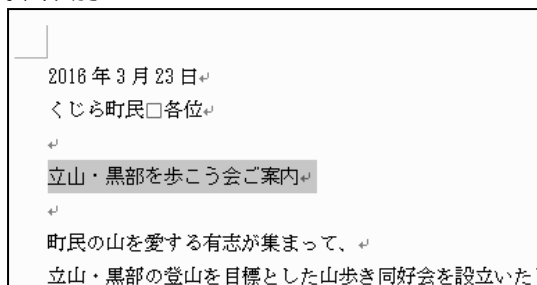 2016年3月23日
くじら町民□各位
立山・黒部を歩こう会ご案内
町民の山を愛する有志が集まって、
立山・黒部の登山を目標とした山歩き同好会を設立いた